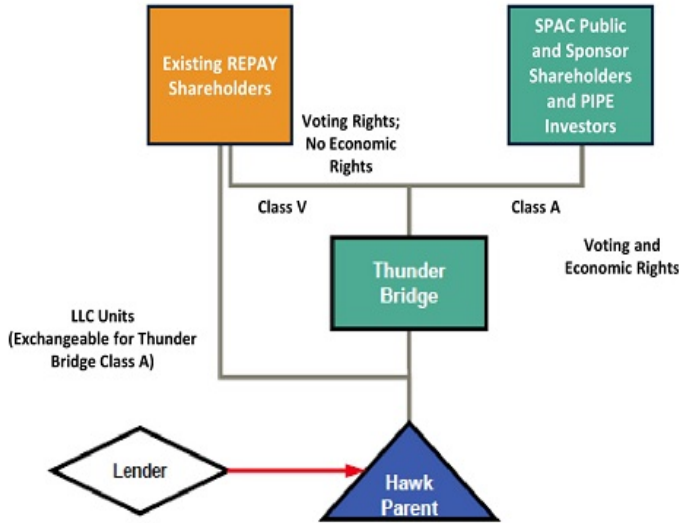 Existing REPAY
Shareholders
SPAC Public
and Sponsor
Shareholders
and PIPE
Investors
Voting Rights;
No Economic
Rights
Class V
Class A
Thunder
Bridge
Voting and
Economic Rights
LLC Units
(Exchangeable for Thunder
Bridge Class A)
Lender
Hawk
Parent